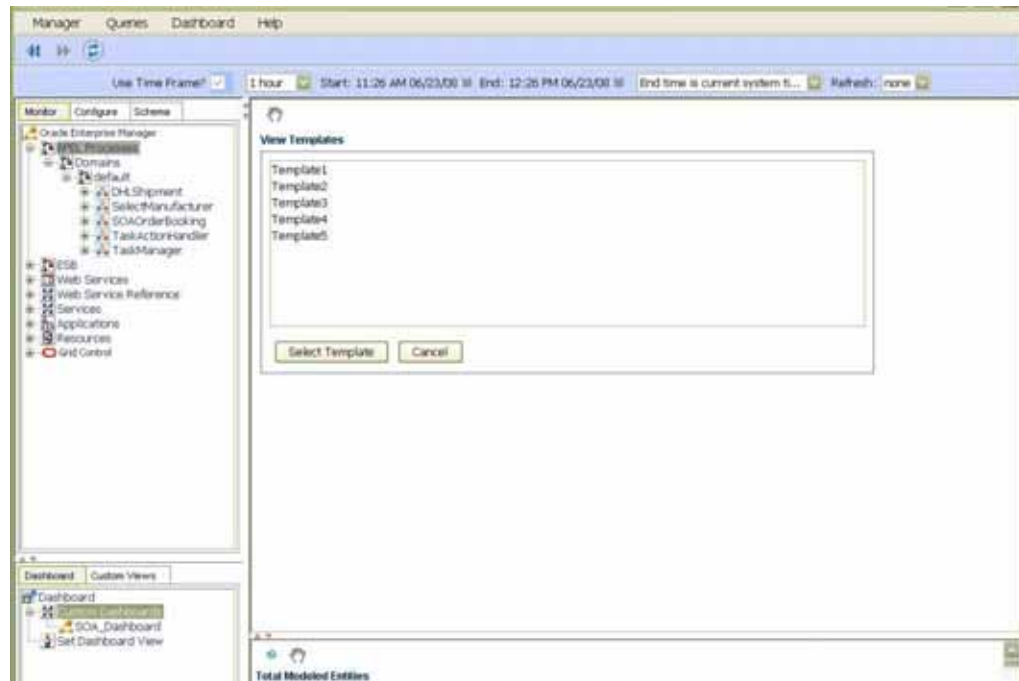 Manager Queries Dashboard Help
Use Time Frame? 1 hour Start: 11:26 AM 06/23/08 End: 12:26 PM 06/23/08 End time is current system ti... Refresh: none
Monitor Configure Schema
Oracle Enterprise Manager
BPEL Processes
Domains
default
DHLShipment
SelectManufacturer
SOAOrderBooking
TaskActionHandler
TaskManager
ESB
Web Services
Web Service Reference
Services
Applications
Resources
Grid Control
View Templates
Template1
Template2
Template3
Template4
Template5
Select Template Cancel
Dashboard Custom Views
Dashboard
Custom Dashboards
SOA_Dashboard
Set Dashboard View
Total Modeled Entities